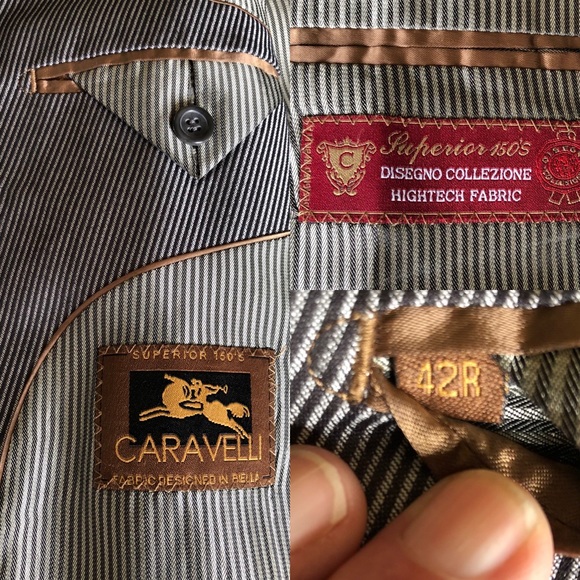 SUPERIOR 150'S
CARAVELLI
FABRIC DESIGNED IN BIELLA
C
Superior 150'S
DISEGNO COLLEZIONE
HIGHTECH FABRIC
42R